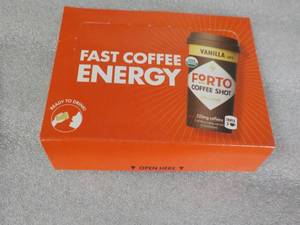 FAST COFFEE
ENERGY
READY TO DRINK!
VANILLA
FORTO
COFFEE SHOT
▼ OPEN HERE ▼